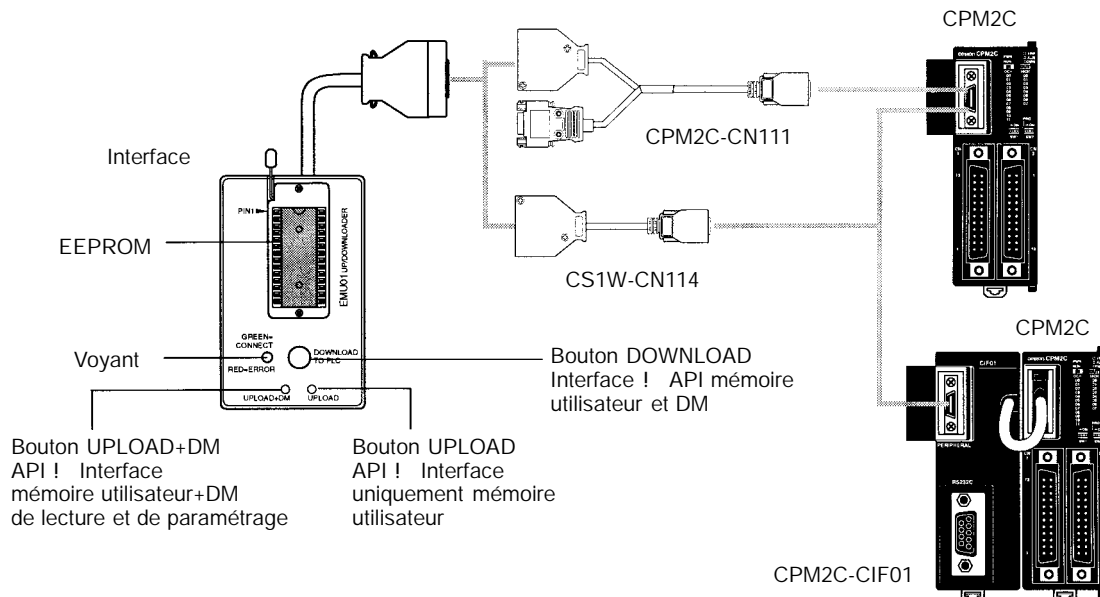 CPM2C
Interface
CPM2C-CN111
PIN1
EEPROM
EMU01 UP/DOWNLOADER
CS1W-CN114
GREEN=
CONNECT
Voyant
DOWNLOAD
TO PLC
RED=ERROR
UPLOAD+DM
UPLOAD
Bouton DOWNLOAD
Interface ! API mémoire
utilisateur et DM
CPM2C
Bouton UPLOAD+DM
API ! Interface
mémoire utilisateur+DM
de lecture et de paramétrage
Bouton UPLOAD
API ! Interface
uniquement mémoire
utilisateur
CIF01
PERIPHERAL
RS232C
CPM2C-CIF01